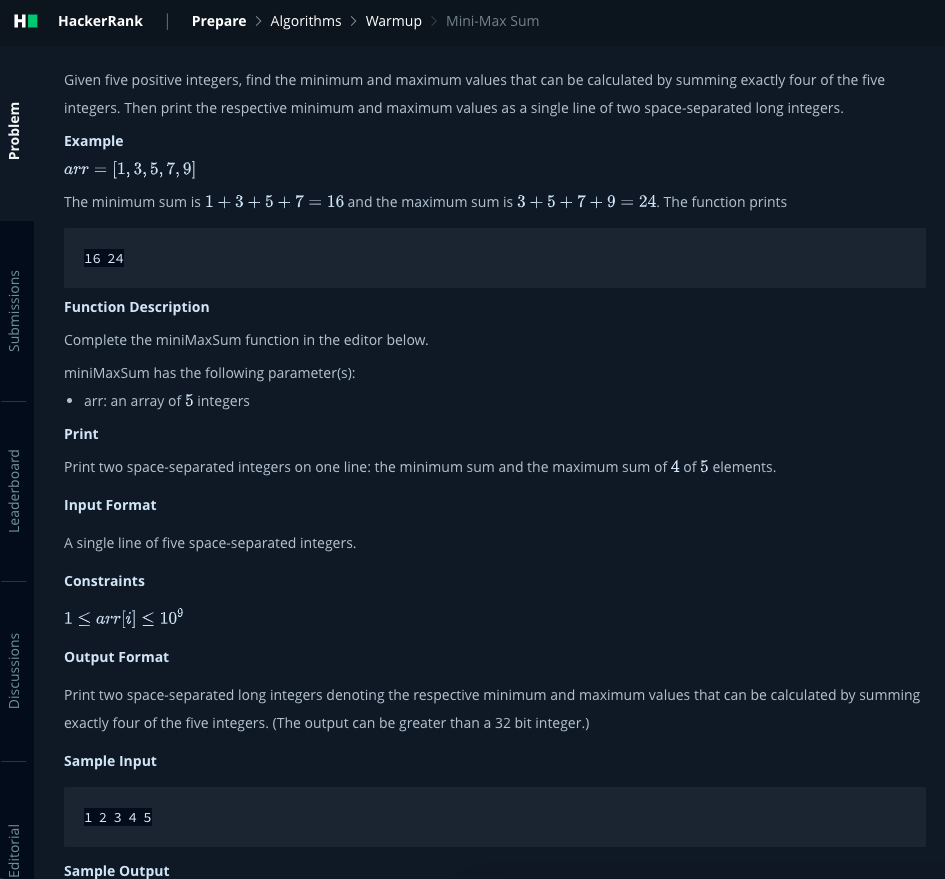 HackerRank | Prepare > Algorithms > Warmup > Mini-Max Sum
Problem
Submissions
Leaderboard
Discussions
Editorial
Given five positive integers, find the minimum and maximum values that can be calculated by summing exactly four of the five
integers. Then print the respective minimum and maximum values as a single line of two space-separated long integers.
Example
arr = [1, 3, 5, 7, 9]
The minimum sum is 1 + 3 + 5 + 7 = 16 and the maximum sum is 3 + 5 + 7 + 9 = 24. The function prints
16 24
Function Description
Complete the miniMaxSum function in the editor below.
miniMaxSum has the following parameter(s):
• arr: an array of 5 integers
Print
Print two space-separated integers on one line: the minimum sum and the maximum sum of 4 of 5 elements.
Input Format
A single line of five space-separated integers.
Constraints
1 ≤ arr[i] ≤ 10⁹
Output Format
Print two space-separated long integers denoting the respective minimum and maximum values that can be calculated by summing
exactly four of the five integers. (The output can be greater than a 32 bit integer.)
Sample Input
1 2 3 4 5
Sample Output